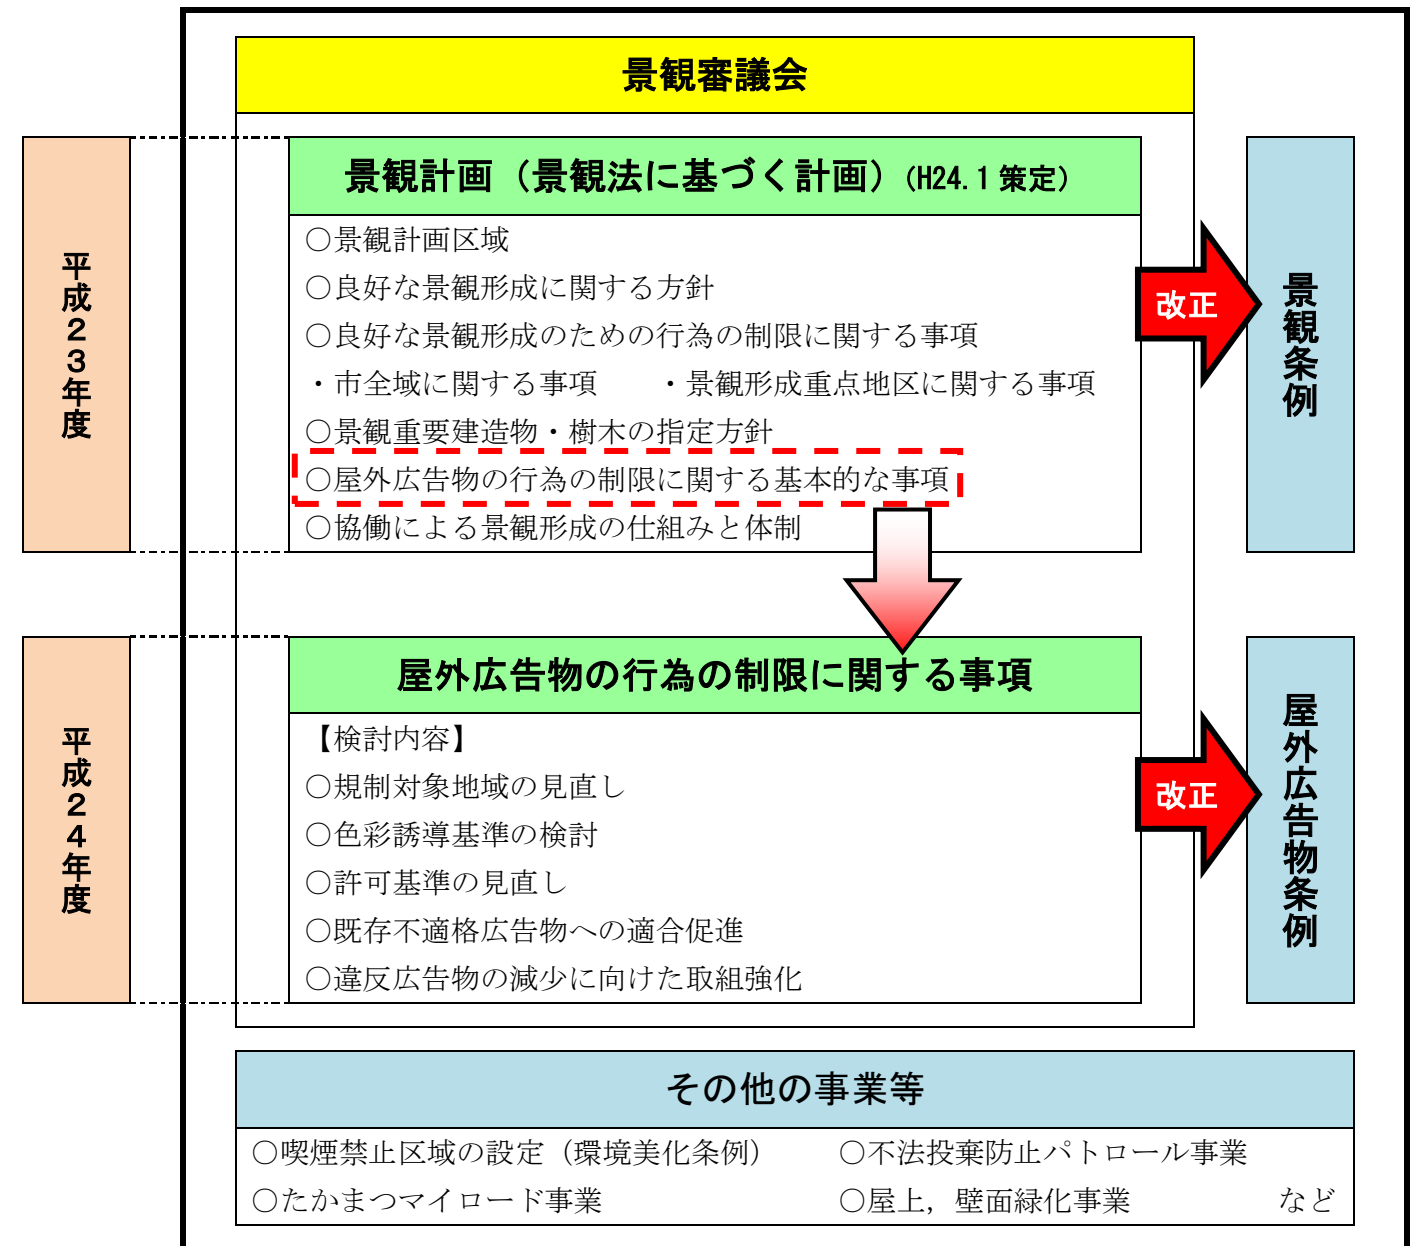 景観審議会
平成２３年度
景観計画（景観法に基づく計画）（H24.1 策定）
○景観計画区域
○良好な景観形成に関する方針
○良好な景観形成のための行為の制限に関する事項
・市全域に関する事項　　・景観形成重点地区に関する事項
○景観重要建造物・樹木の指定方針
○屋外広告物の行為の制限に関する基本的な事項
○協働による景観形成の仕組みと体制
改正
景観条例
平成２４年度
屋外広告物の行為の制限に関する事項
【検討内容】
○規制対象地域の見直し
○色彩誘導基準の検討
○許可基準の見直し
○既存不適格広告物への適合促進
○違反広告物の減少に向けた取組強化
改正
屋外広告物条例
その他の事業等
○喫煙禁止区域の設定（環境美化条例）　　○不法投棄防止パトロール事業
○たかまつマイロード事業　　○屋上，壁面緑化事業　　など